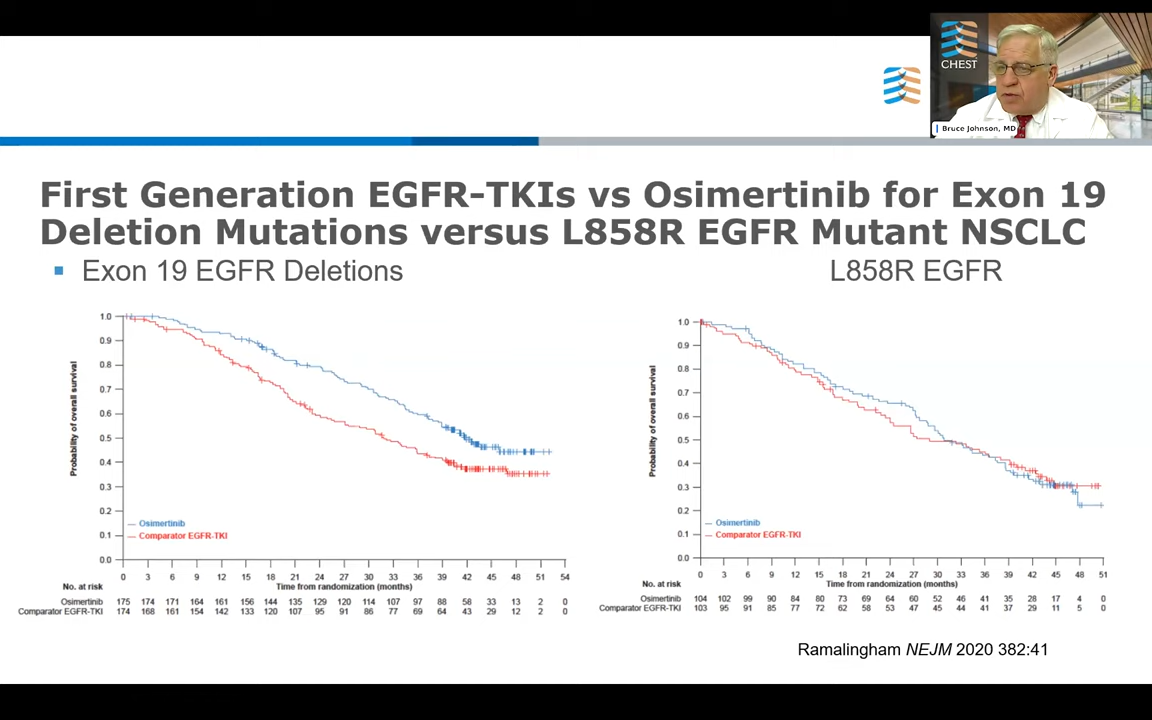 CHEST
Bruce Johnson, MD
First Generation EGFR-TKIs vs Osimertinib for Exon 19
Deletion Mutations versus L858R EGFR Mutant NSCLC
Exon 19 EGFR Deletions
Probability of overall survival
1.0
0.9
0.8
0.7
0.6
0.5
0.4
0.3
0.2
0.1
0.0
Osimertinib
Comparator EGFR-TKI
0 3 6 9 12 15 18 21 24 27 30 33 36 39 42 45 48 51 54
Time from randomization (months)
No. at risk
Osimertinib 175 174 171 164 161 156 144 135 129 120 114 107 97 88 58 33 13 2 0
Comparator EGFR-TKI 174 168 161 154 142 133 120 107 95 91 86 77 69 64 43 29 12 2 0
L858R EGFR
Probability of overall survival
1.0
0.9
0.8
0.7
0.6
0.5
0.4
0.3
0.2
0.1
0.0
Osimertinib
Comparator EGFR-TKI
0 3 6 9 12 15 18 21 24 27 30 33 36 39 42 45 48 51
Time from randomization (months)
No. at risk
Osimertinib 104 102 99 90 84 80 73 69 64 60 52 46 41 35 28 17 4 0
Comparator EGFR-TKI 103 95 91 85 77 72 62 58 53 47 45 44 41 37 29 11 5 0
Ramalingham NEJM 2020 382:41